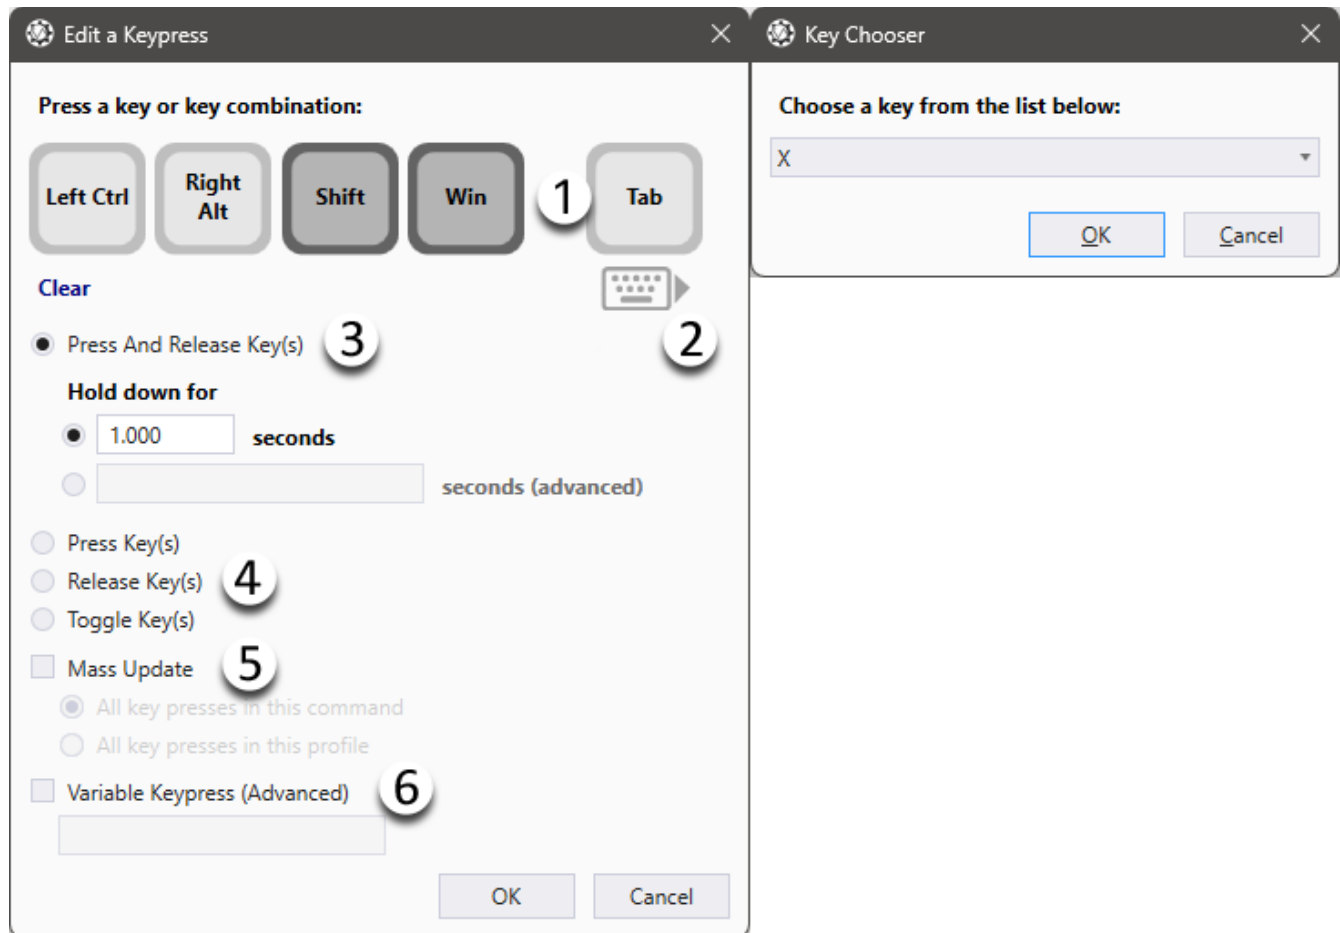 Edit a Keypress
Press a key or key combination:
Left Ctrl
Right
Alt
Shift
Win
1
Tab
Clear
2
Press And Release Key(s)
3
Hold down for
1.000 seconds
seconds (advanced)
Press Key(s)
Release Key(s)
4
Toggle Key(s)
Mass Update
5
All key presses in this command
All key presses in this profile
Variable Keypress (Advanced)
6
OK
Cancel
Key Chooser
Choose a key from the list below:
X
OK
Cancel